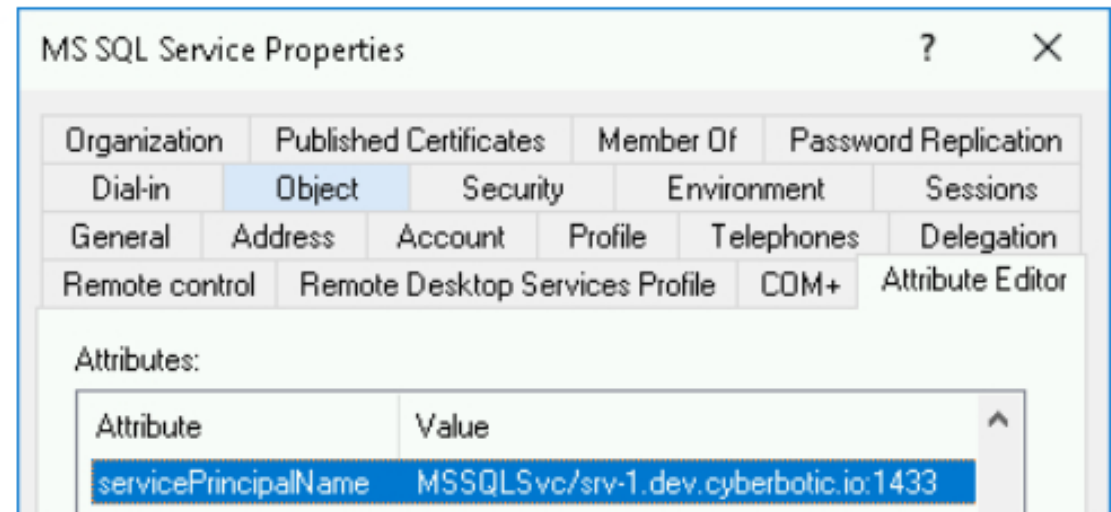 MS SQL Service Properties ? ×
Organization Published Certificates Member Of Password Replication
Dial-in Object Security Environment Sessions
General Address Account Profile Telephones Delegation
Remote control Remote Desktop Services Profile COM+ Attribute Editor
Attributes:
Attribute Value
servicePrincipalName MSSQLSvc/srv-1.dev.cyberbotic.io:1433